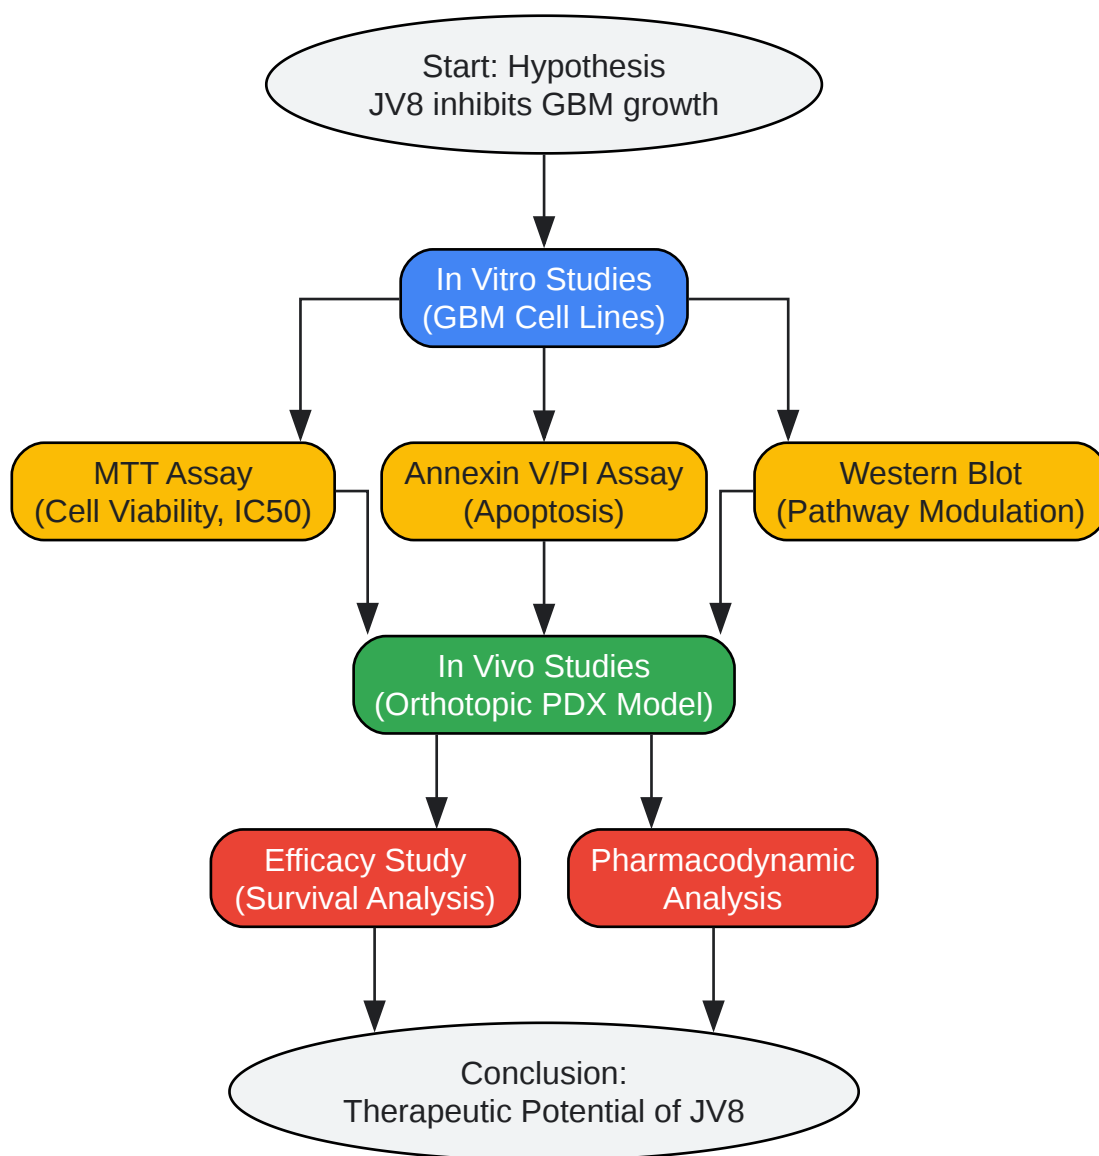 Start: Hypothesis
JV8 inhibits GBM growth
In Vitro Studies
(GBM Cell Lines)
MTT Assay
(Cell Viability, IC50)
Annexin V/PI Assay
(Apoptosis)
Western Blot
(Pathway Modulation)
In Vivo Studies
(Orthotopic PDX Model)
Efficacy Study
(Survival Analysis)
Pharmacodynamic
Analysis
Conclusion:
Therapeutic Potential of JV8